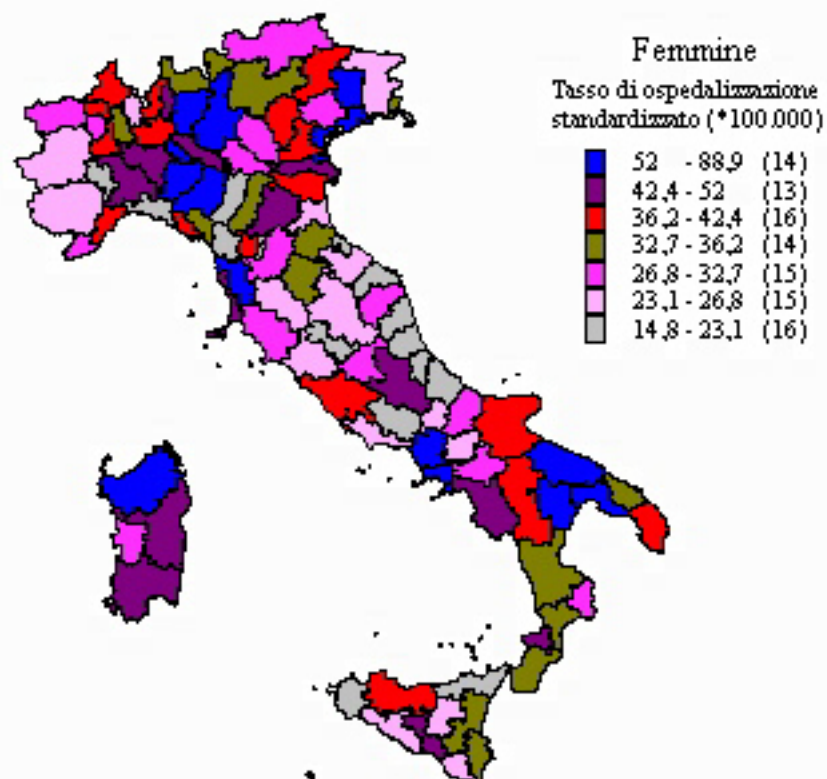 Femmine
Tasso di ospedalizzazione
standardizzato (*100.000)
52 - 88,9 (14)
42,4 - 52 (13)
36,2 - 42,4 (16)
32,7 - 36,2 (14)
26,8 - 32,7 (15)
23,1 - 26,8 (15)
14,8 - 23,1 (16)